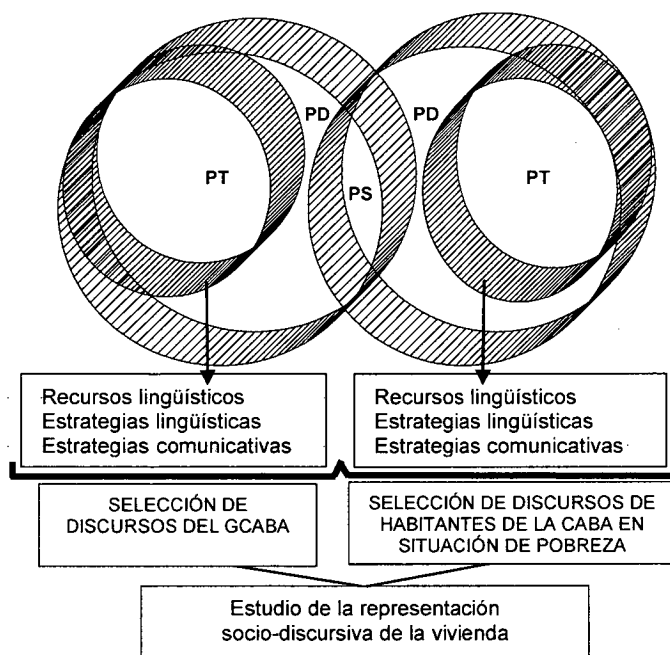 PD
PD
PT
PS
PT
Recursos lingüísticos
Estrategias lingüísticas
Estrategias comunicativas
Recursos lingüísticos
Estrategias lingüísticas
Estrategias comunicativas
SELECCIÓN DE
DISCURSOS DEL GCABA
SELECCIÓN DE DISCURSOS DE
HABITANTES DE LA CABA EN
SITUACIÓN DE POBREZA
Estudio de la representación
socio-discursiva de la vivienda